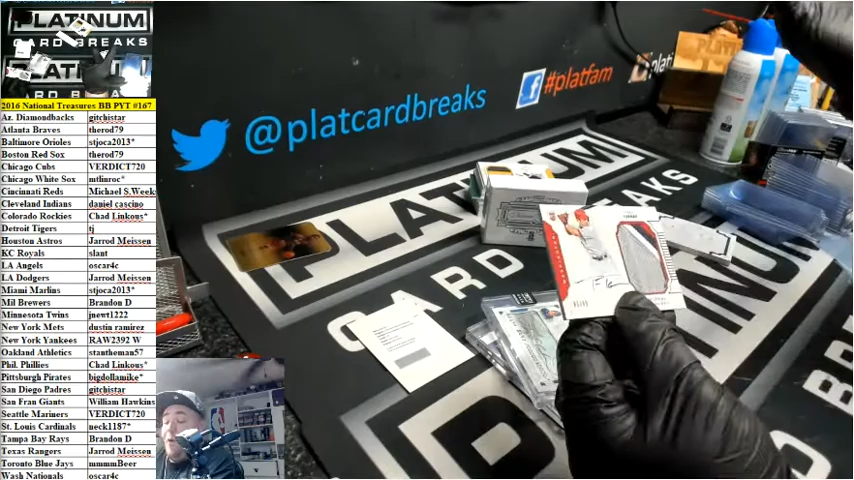 PLATINUM
CARD BREAKS
2016 National Treasures BB PYT #167
Az. Diamondbacks gitchistar
Atlanta Braves therod79
Baltimore Orioles stjoca2013*
Boston Red Sox therod79
Chicago Cubs VERDICT720
Chicago White Sox mtlinroc*
Cincinnati Reds Michael S.Week
Cleveland Indians daniel cascino
Colorado Rockies Chad Linkous*
Detroit Tigers tj
Houston Astros Jarrod Meissen
KC Royals slant
LA Angels oscar4c
LA Dodgers Jarrod Meissen
Miami Marlins stjoca2013*
Mil Brewers Brandon D
Minnesota Twins jnewt1222
New York Mets dustin ramirez
New York Yankees RAW2392 W
Oakland Athletics stantheman57
Phil. Phillies Chad Linkous*
Pittsburgh Pirates bigdollamike*
San Diego Padres gitchistar
San Fran Giants William Hawkins
Seattle Mariners VERDICT720
St. Louis Cardinals neck1187*
Tampa Bay Rays Brandon D
Texas Rangers Jarrod Meissen
Toronto Blue Jays mmmmBeer
Wash Nationals oscar4c
@platcardbreaks
#platfam